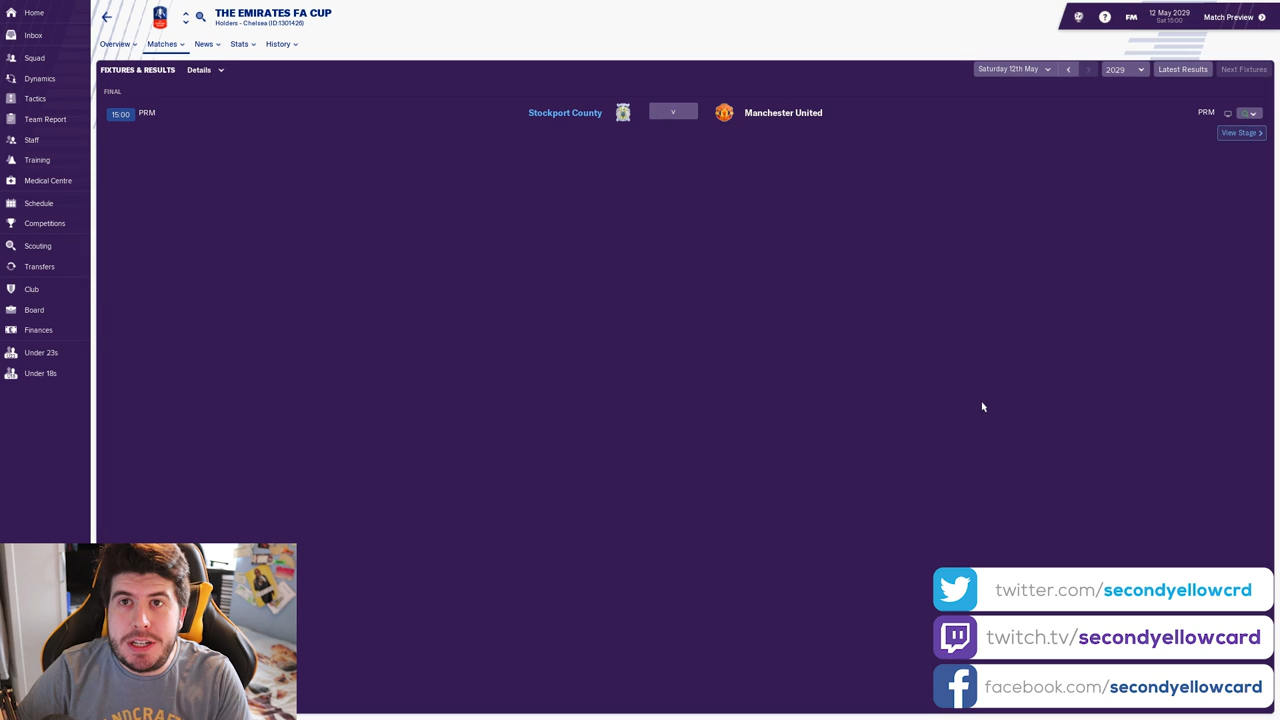 THE EMIRATES FA CUP
Holders - Chelsea (ID:1301426)
12 May 2029
Sat 15:00
FM
Match Preview
Home
Inbox
Squad
Dynamics
Tactics
Team Report
Staff
Training
Medical Centre
Schedule
Competitions
Scouting
Transfers
Club
Board
Finances
Under 23s
Under 18s
Overview Matches News Stats History
FIXTURES & RESULTS Details
Saturday 12th May 2029 Latest Results Next Fixtures
FINAL
15:00 PRM Stockport County v Manchester United PRM
View Stage
twitter.com/secondyellowcrd
twitch.tv/secondyellowcard
facebook.com/secondyellowcard